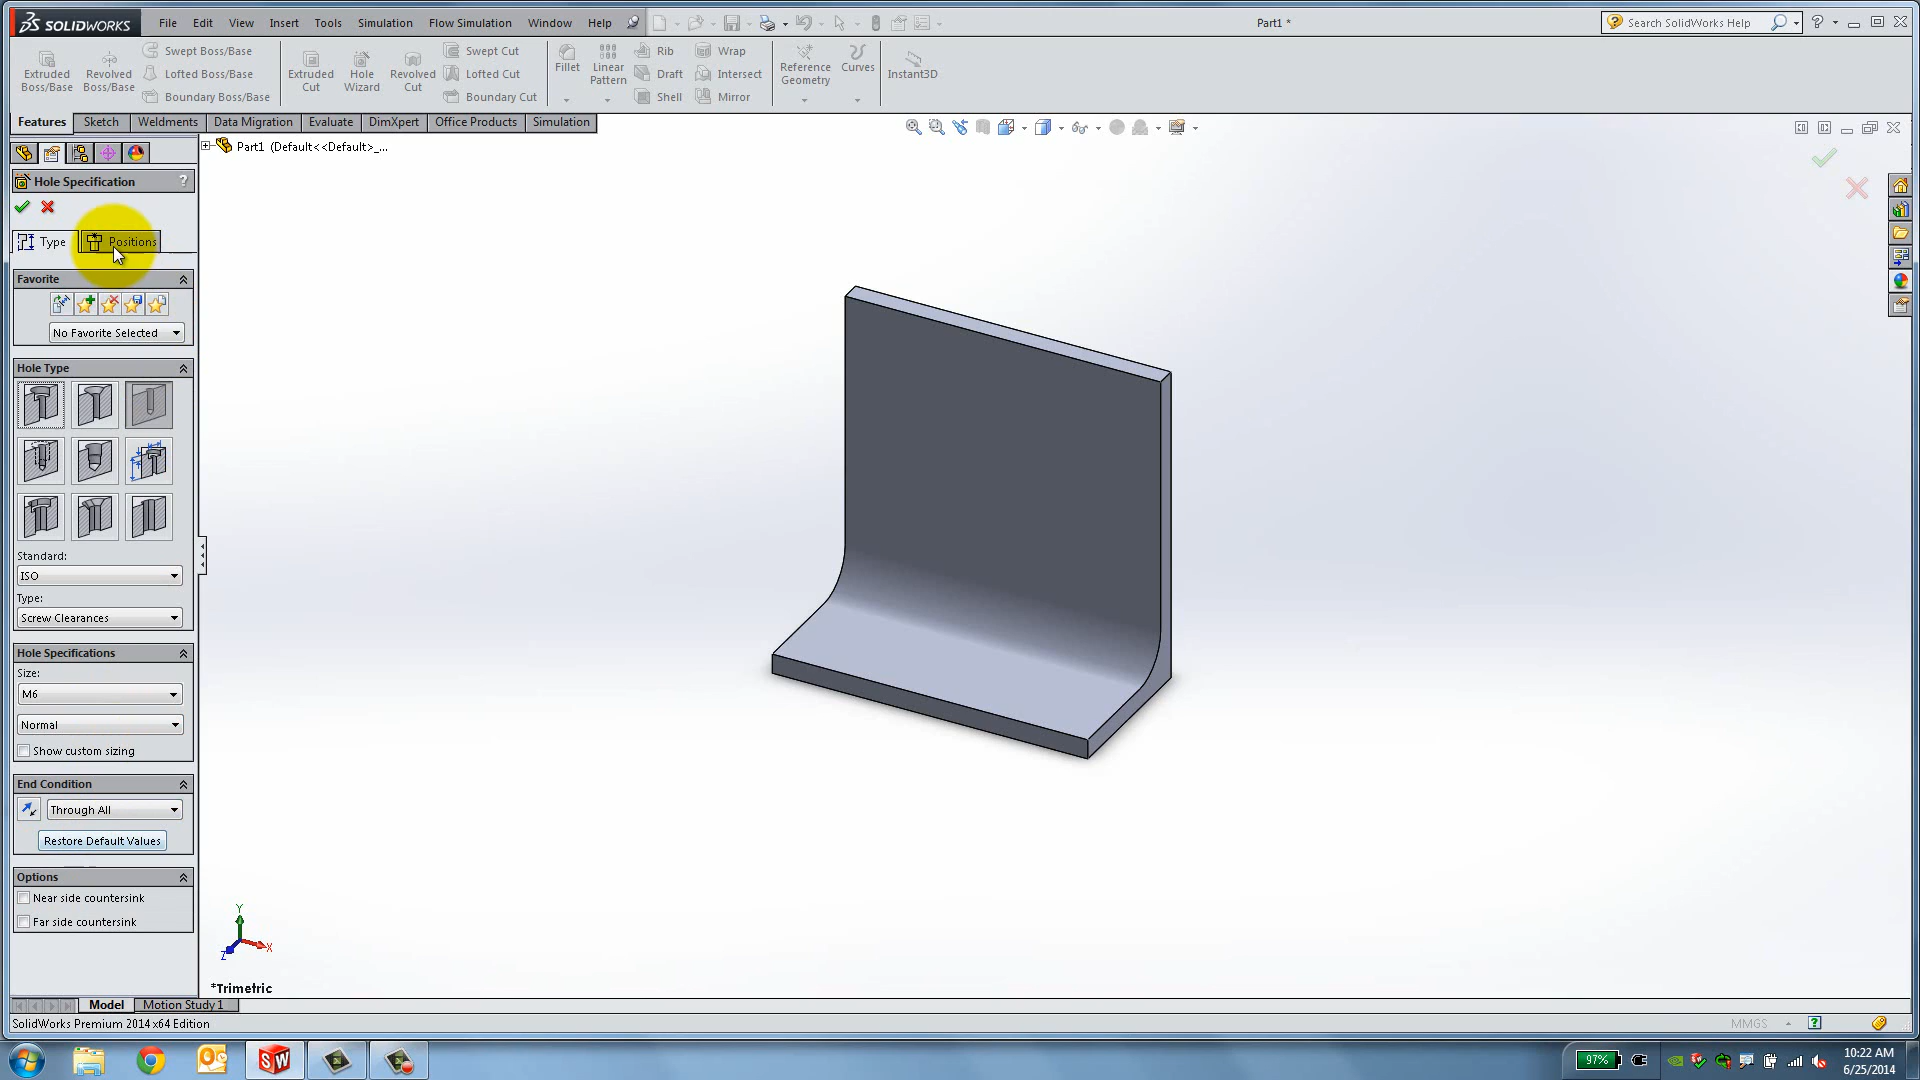 SOLIDWORKS File Edit View Insert Tools Simulation Flow Simulation Window Help Part1 * Search SolidWorks Help
Extruded Boss/Base
Revolved Boss/Base
Swept Boss/Base
Lofted Boss/Base
Boundary Boss/Base
Extruded Cut
Hole Wizard
Revolved Cut
Swept Cut
Lofted Cut
Boundary Cut
Fillet
Linear Pattern
Rib
Draft
Shell
Wrap
Intersect
Mirror
Reference Geometry
Curves
Instant3D
Features Sketch Weldments Data Migration Evaluate DimXpert Office Products Simulation
Part1 (Default<<Default>_...
Hole Specification ?
Type Positions
Favorite
No Favorite Selected
Hole Type
Standard:
ISO
Type:
Screw Clearances
Hole Specifications
Size:
M6
Normal
Show custom sizing
End Condition
Through All
Restore Default Values
Options
Near side countersink
Far side countersink
Y
X
Z
*Trimetric
Model Motion Study 1
SolidWorks Premium 2014 x64 Edition MMGS
SW 97% 10:22 AM
6/25/2014